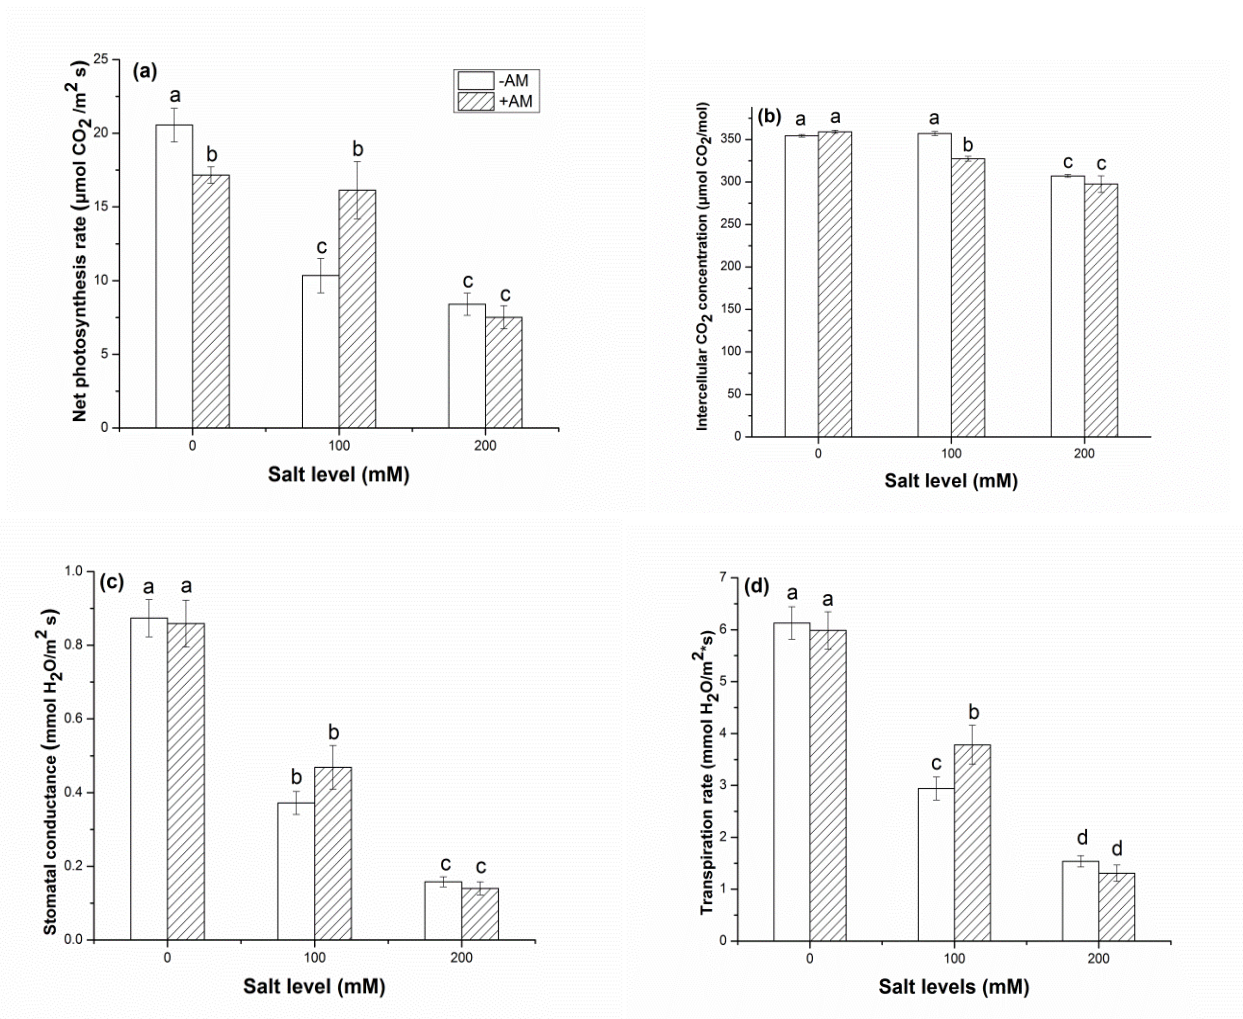 (a)
-AM
+AM
Net photosynthesis rate (µmol CO2 /m2 s)
25
20
15
10
5
0
a
b
c
b
c
c
0 100 200
Salt level (mM)
(b)
Intercellular CO2 concentration (µmol CO2/mol)
350
300
250
200
150
100
50
0
a
a
a
b
c
c
0 100 200
Salt level (mM)
(c)
Stomatal conductance (mmol H2O/m2 s)
1.0
0.8
0.6
0.4
0.2
0.0
a
a
b
b
c
c
0 100 200
Salt level (mM)
(d)
Transpiration rate (mmol H2O/m2*s)
7
6
5
4
3
2
1
0
a
a
c
b
d
d
0 100 200
Salt levels (mM)